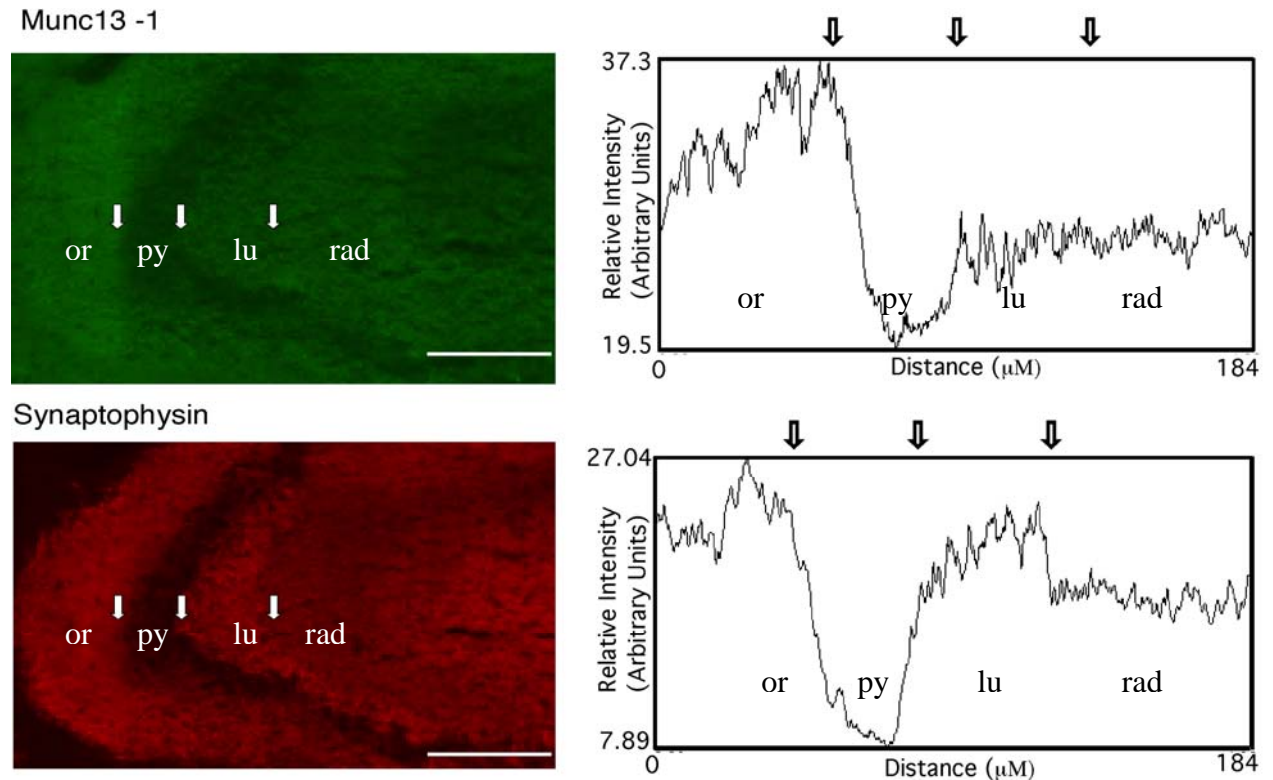 Munc13 -1
or py lu rad
37.3
Relative Intensity
(Arbitrary Units)
or py lu rad
19.5
0 Distance (µM) 184
Synaptophysin
or py lu rad
27.04
Relative Intensity
(Arbitrary Units)
or py lu rad
7.89
0 Distance (µM) 184